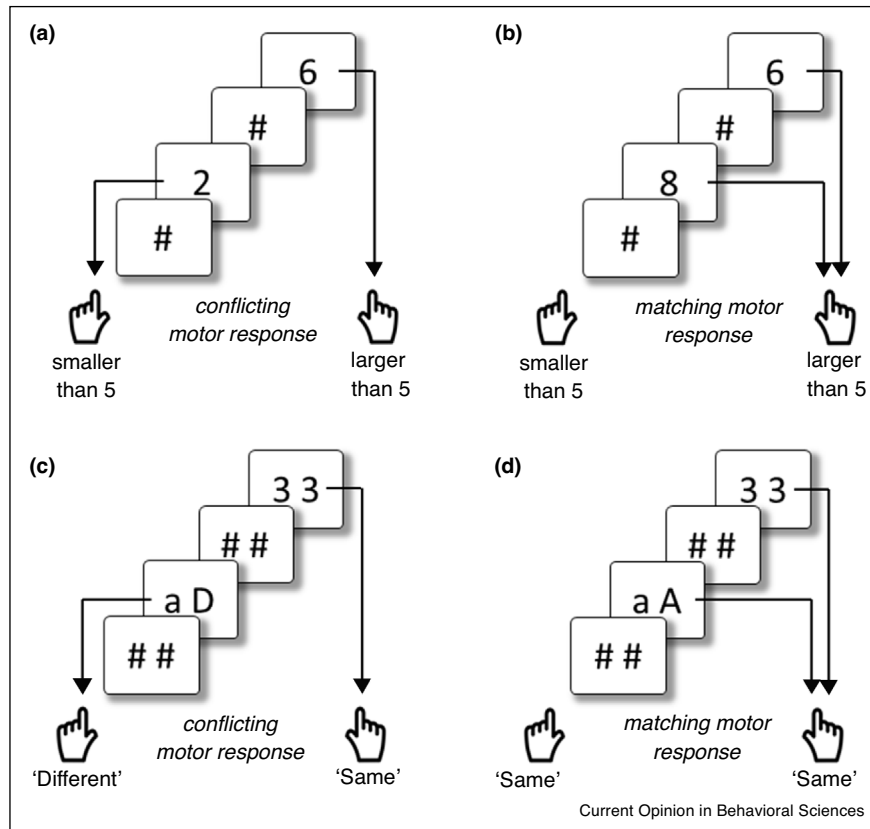 (a)
6
#
2
#
conflicting
motor response
smaller
than 5
larger
than 5
(b)
6
#
8
#
matching motor
response
smaller
than 5
larger
than 5
(c)
3 3
# #
a D
# #
conflicting
motor response
‘Different’
‘Same’
(d)
3 3
# #
a A
# #
matching motor
response
‘Same’
‘Same’
Current Opinion in Behavioral Sciences